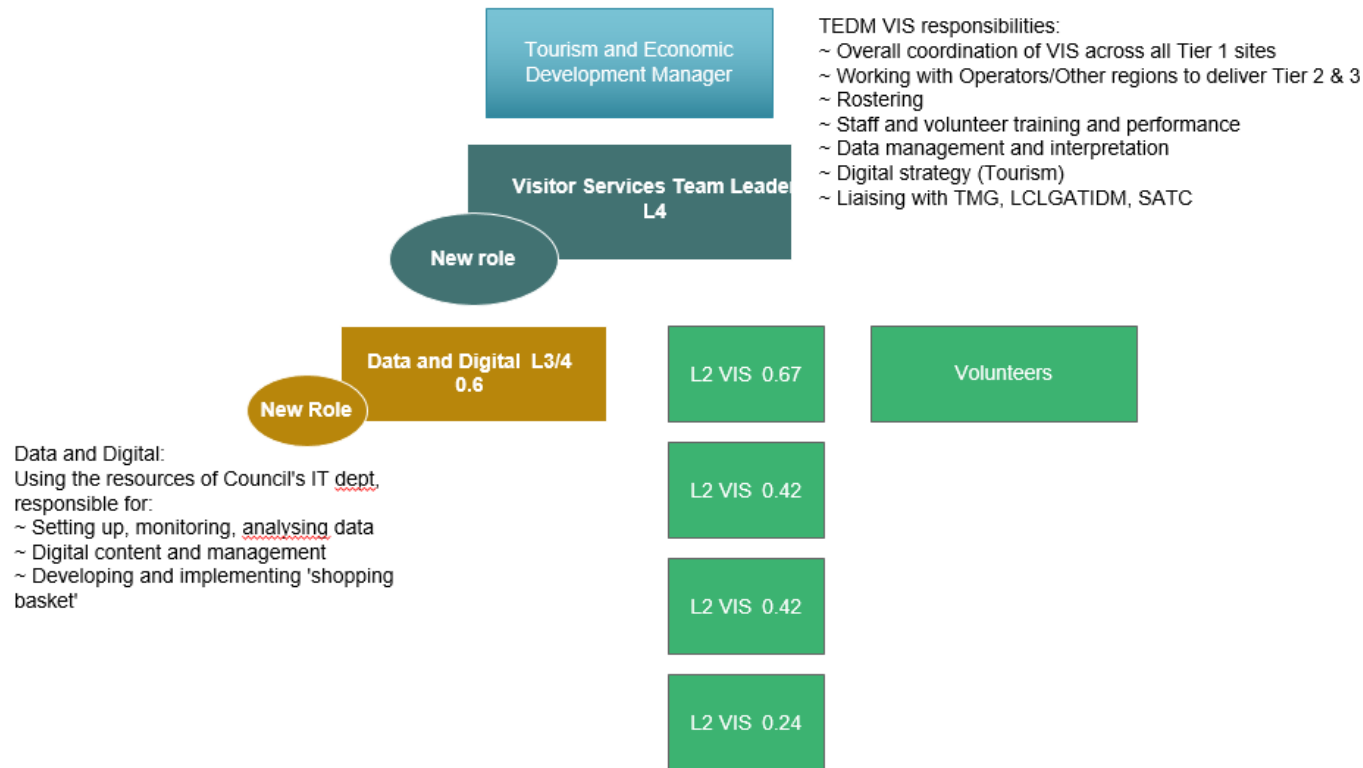 Tourism and Economic
Development Manager
TEDM VIS responsibilities:
~ Overall coordination of VIS across all Tier 1 sites
~ Working with Operators/Other regions to deliver Tier 2 & 3
~ Rostering
~ Staff and volunteer training and performance
~ Data management and interpretation
~ Digital strategy (Tourism)
~ Liaising with TMG, LCLGATIDM, SATC
Visitor Services Team Leader
L4
New role
Data and Digital L3/4
0.6
New Role
L2 VIS 0.67
Volunteers
Data and Digital:
Using the resources of Council's IT dept,
responsible for:
~ Setting up, monitoring, analysing data
~ Digital content and management
~ Developing and implementing 'shopping
basket'
L2 VIS 0.42
L2 VIS 0.42
L2 VIS 0.24